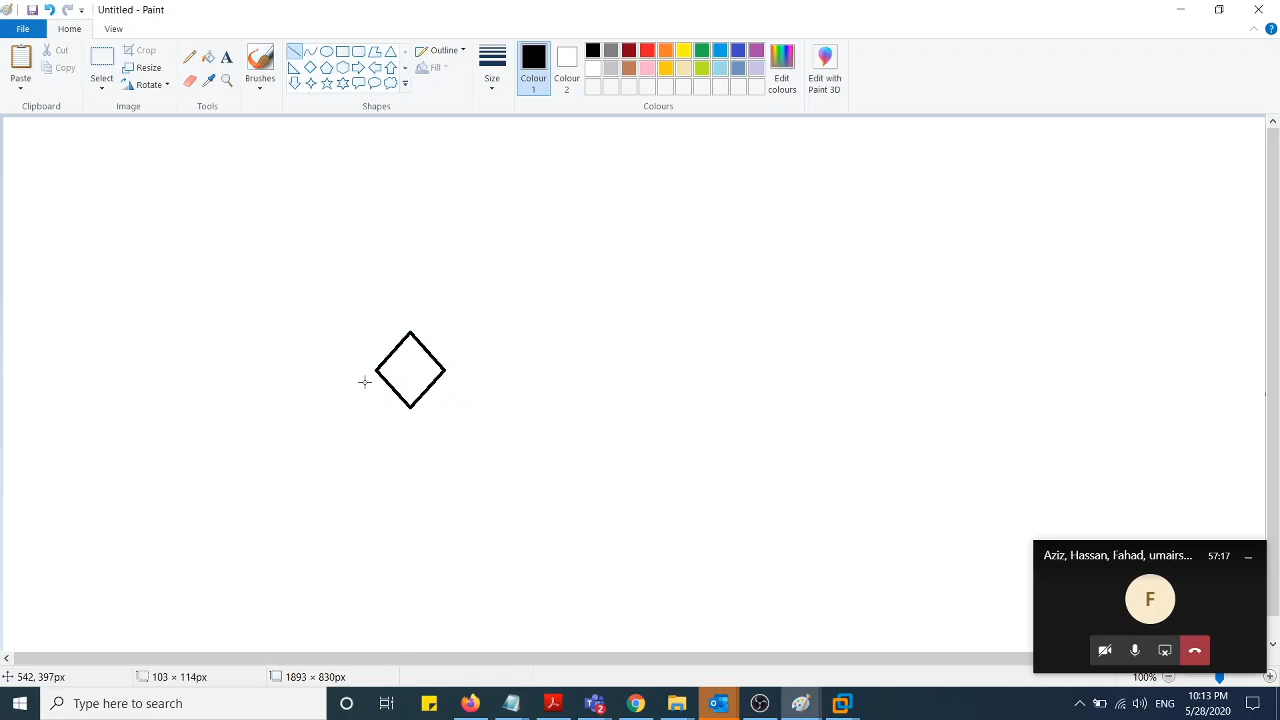 Untitled - Paint
File Home View
Paste
Select
Cut
Copy
Crop
Resize
Rotate
Brushes
Outline
Fill
Size
Colour
1
Colour
2
Edit
colours
Edit with
Paint 3D
Clipboard Image Tools Shapes Colours
Aziz, Hassan, Fahad, umairs... 57:17
F
542, 397px 103 × 114px 1893 × 830px 100%
Type here to search
ENG
10:13 PM
5/28/2020